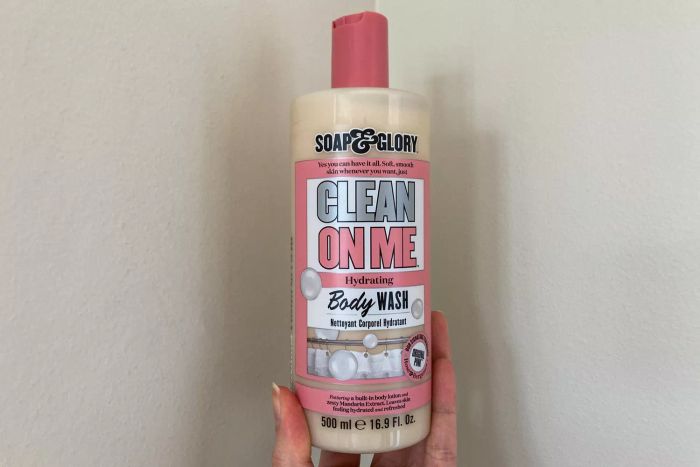 SOAP & GLORY
Yes you can have it all. Soft, smooth
skin whenever you want, just
CLEAN
ON ME
Hydrating
Body WASH
Nettoyant Corporel Hydratant
ORIGINAL
PINK
Featuring a built-in body lotion and
zesty Mandarin Extract. Leaves skin
feeling hydrated and refreshed
500 ml ℮ 16.9 Fl. Oz.